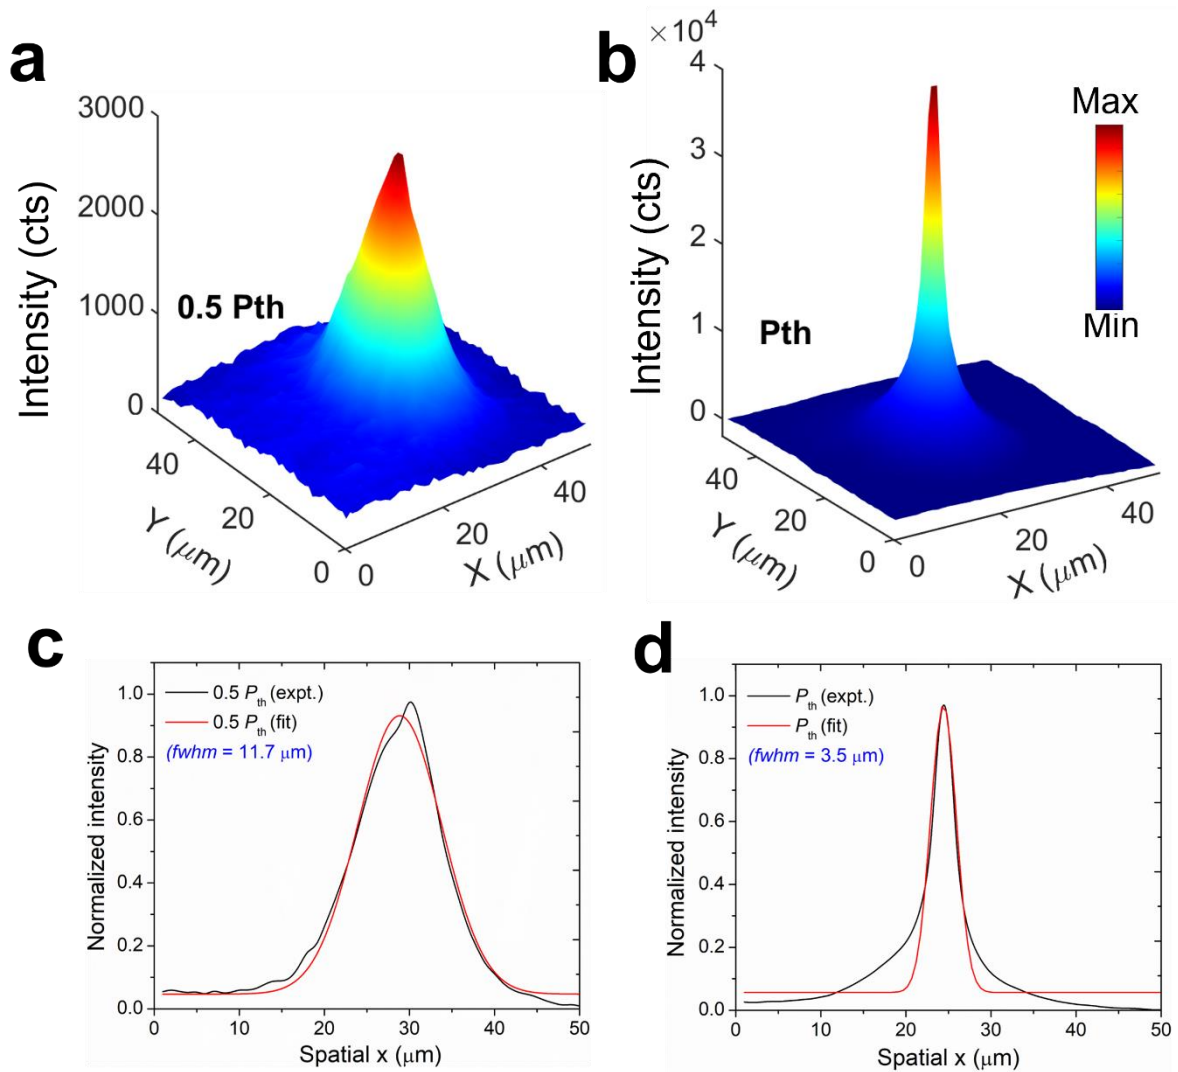 a
3000
2000
1000
0
Intensity (cts)
0.5 Pth
40
20
0
Y (μm)
0
20
40
X (μm)
b
×10⁴
4
3
2
1
0
Intensity (cts)
Pth
Max
Min
40
20
0
Y (μm)
0
20
40
X (μm)
c
1.0
0.8
0.6
0.4
0.2
0.0
Normalized intensity
0.5 Pth (expt.)
0.5 Pth (fit)
(fwhm = 11.7 μm)
0 10 20 30 40 50
Spatial x (μm)
d
1.0
0.8
0.6
0.4
0.2
0.0
Normalized intensity
Pth (expt.)
Pth (fit)
(fwhm = 3.5 μm)
0 10 20 30 40 50
Spatial x (μm)